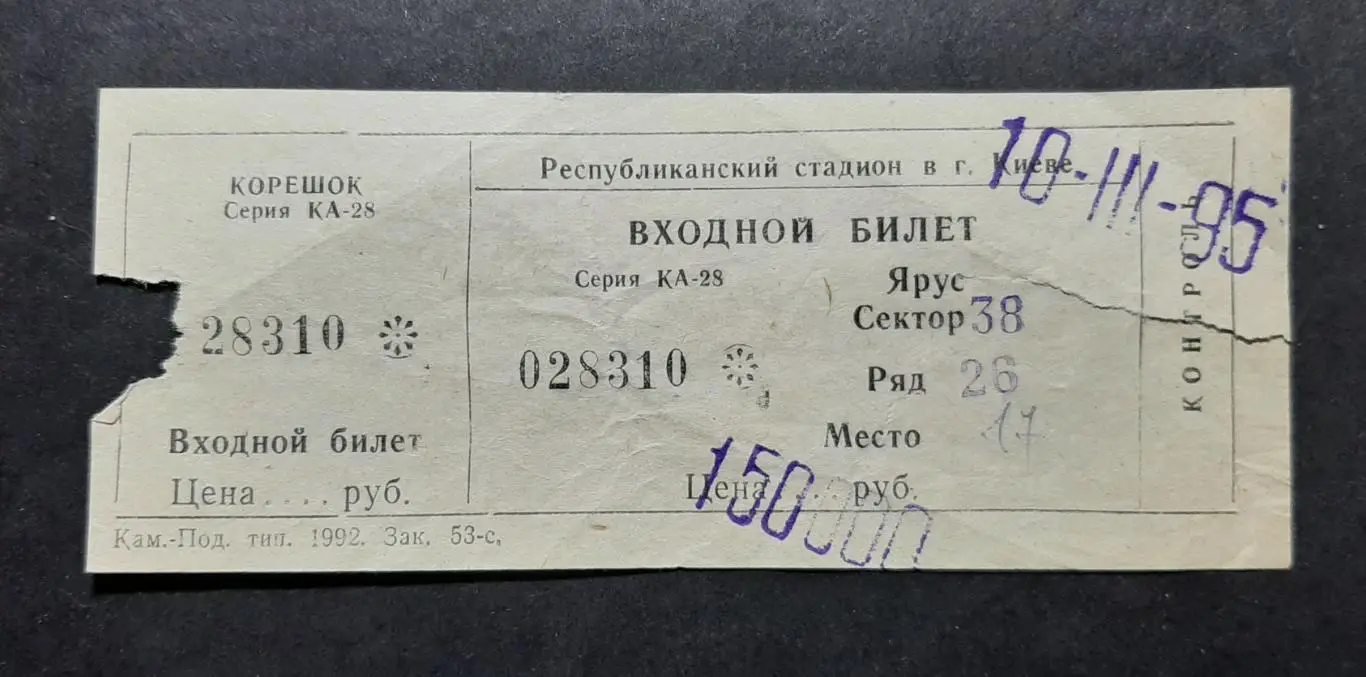 КОРЕШОК
Серия КА-28
28310
Входной билет
Цена .... руб.
Кам.-Под. тип. 1992. Зак. 53-с.
Республиканский стадион в г. Киеве
10-III-95
ВХОДНОЙ БИЛЕТ
Серия КА-28
028310
Ярус
Сектор 38
Ряд 26
Место 17
Цена .... руб.
150000
КОНТРОЛЬ